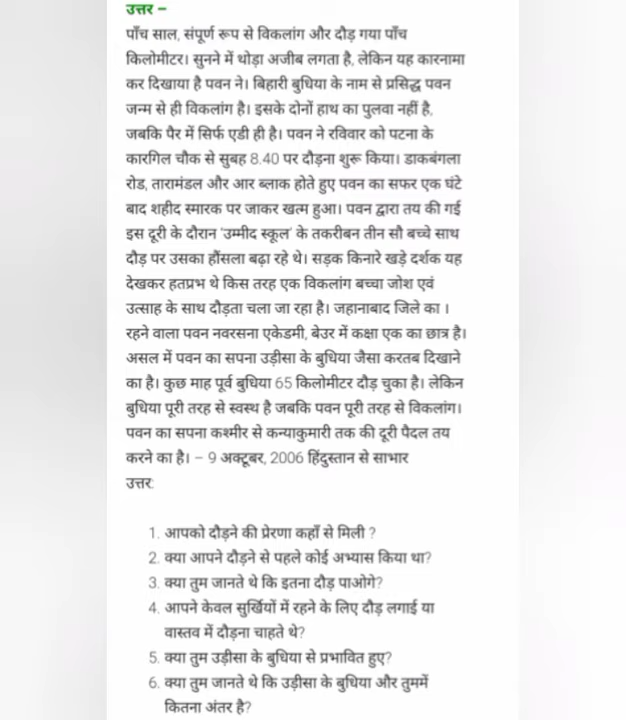 उत्तर –
पाँच साल, संपूर्ण रूप से विकलांग और दौड़ गया पाँच
किलोमीटर। सुनने में थोड़ा अजीब लगता है, लेकिन यह कारनामा
कर दिखाया है पवन ने। बिहारी बुधिया के नाम से प्रसिद्ध पवन
जन्म से ही विकलांग है। इसके दोनों हाथ का पुलवा नहीं है,
जबकि पैर में सिर्फ एडी ही है। पवन ने रविवार को पटना के
कारगिल चौक से सुबह 8.40 पर दौड़ना शुरू किया। डाकबंगला
रोड, तारामंडल और आर ब्लाक होते हुए पवन का सफर एक घंटे
बाद शहीद स्मारक पर जाकर खत्म हुआ। पवन द्वारा तय की गई
इस दूरी के दौरान 'उम्मीद स्कूल' के तकरीबन तीन सौ बच्चे साथ
दौड़ पर उसका हौंसला बढ़ा रहे थे। सड़क किनारे खड़े दर्शक यह
देखकर हतप्रभ थे किस तरह एक विकलांग बच्चा जोश एवं
उत्साह के साथ दौड़ता चला जा रहा है। जहानाबाद जिले का ।
रहने वाला पवन नवरसना एकेडमी, बेउर में कक्षा एक का छात्र है।
असल में पवन का सपना उड़ीसा के बुधिया जैसा करतब दिखाने
का है। कुछ माह पूर्व बुधिया 65 किलोमीटर दौड़ चुका है। लेकिन
बुधिया पूरी तरह से स्वस्थ है जबकि पवन पूरी तरह से विकलांग।
पवन का सपना कश्मीर से कन्याकुमारी तक की दूरी पैदल तय
करने का है। – 9 अक्टूबर, 2006 हिंदुस्तान से साभार
उत्तर:
1. आपको दौड़ने की प्रेरणा कहाँ से मिली ?
2. क्या आपने दौड़ने से पहले कोई अभ्यास किया था?
3. क्या तुम जानते थे कि इतना दौड़ पाओगे?
4. आपने केवल सुर्खियों में रहने के लिए दौड़ लगाई या
वास्तव में दौड़ना चाहते थे?
5. क्या तुम उड़ीसा के बुधिया से प्रभावित हुए?
6. क्या तुम जानते थे कि उड़ीसा के बुधिया और तुममें
कितना अंतर है?